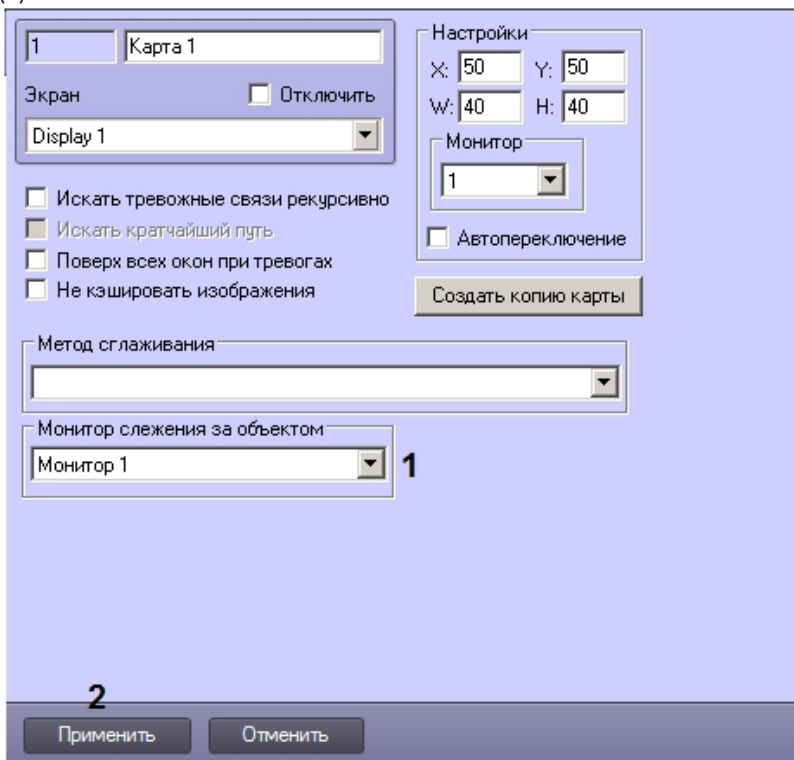 1 Карта 1
Экран Отключить
Display 1
Настройки
X: 50 Y: 50
W: 40 H: 40
Монитор
1
Автопереключение
Искать тревожные связи рекурсивно
Искать кратчайший путь
Поверх всех окон при тревогах
Не кэшировать изображения
Создать копию карты
Метод сглаживания
Монитор слежения за объектом
Монитор 1
1
2
Применить Отменить